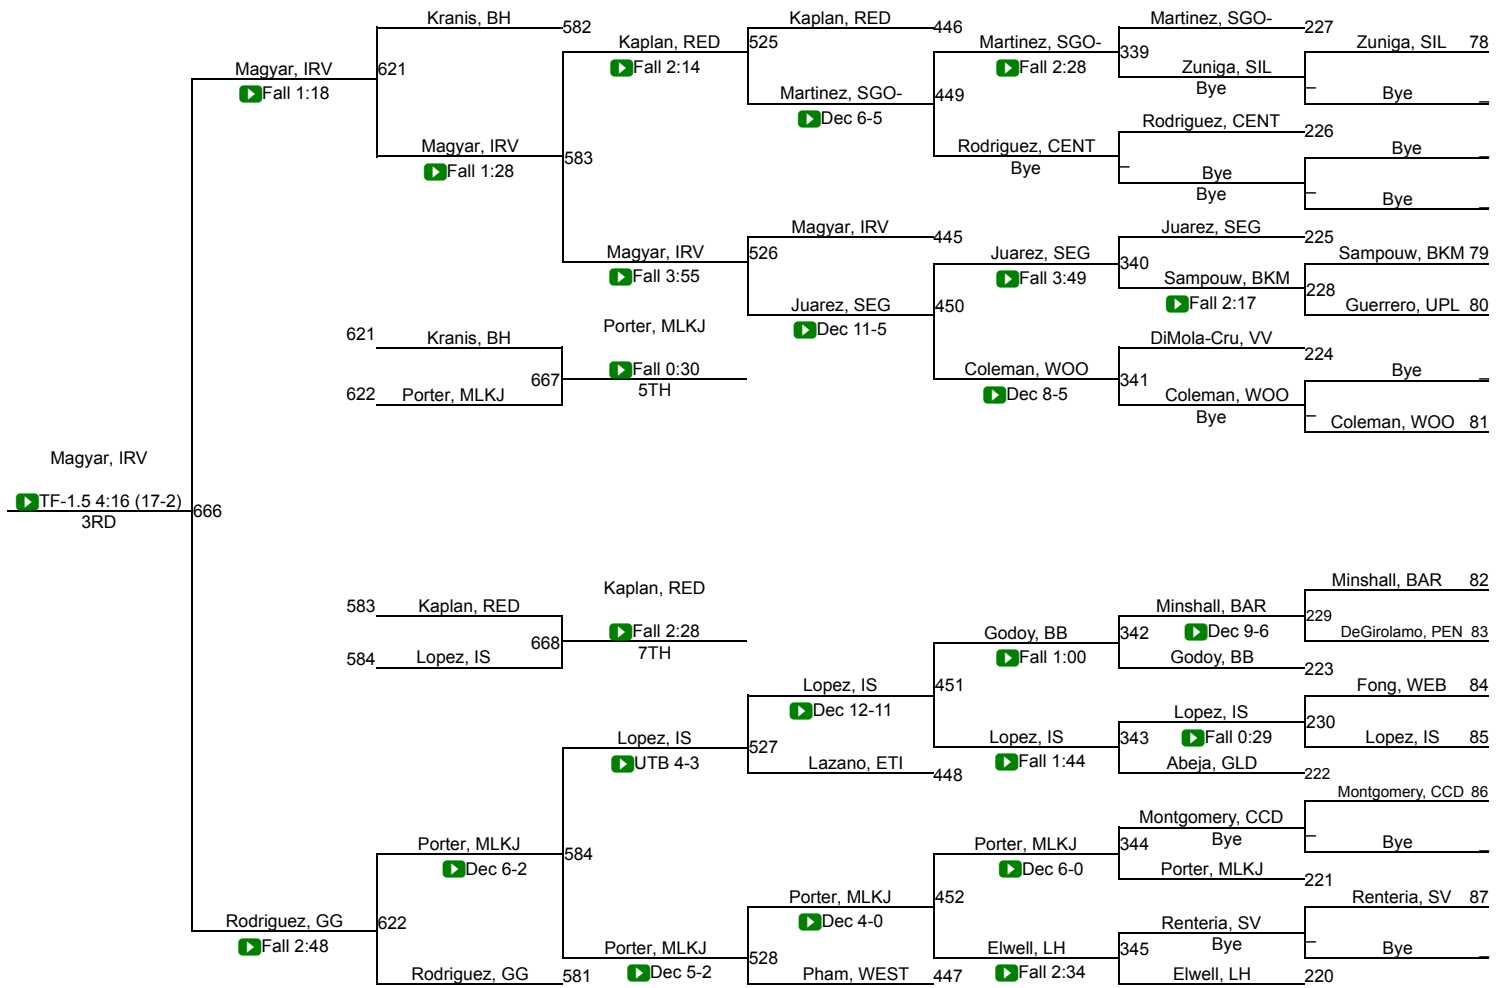 Kranis, BH
582
Kaplan, RED
446
Martinez, SGO-
227
Kaplan, RED
525
Martinez, SGO-
339
Zuniga, SIL 78
Fall 2:14
Fall 2:28
Magyar, IRV
621
Zuniga, SIL
Bye
Fall 1:18
Martinez, SGO-
449
Bye
Dec 6-5
Rodriguez, CENT
226
Magyar, IRV
583
Rodriguez, CENT
Bye
Fall 1:28
Bye
Bye
Bye
Bye
Magyar, IRV
445
Juarez, SEG
225
Magyar, IRV
526
Juarez, SEG
340
Sampouw, BKM 79
Fall 3:55
Fall 3:49
Sampouw, BKM
228
Juarez, SEG
450
Fall 2:17
Guerrero, UPL 80
Dec 11-5
621
Kranis, BH
Porter, MLKJ
DiMola-Cru, VV
224
Fall 0:30
Coleman, WOO
341
Bye
667
5TH
Dec 8-5
622
Porter, MLKJ
Coleman, WOO
Bye
Coleman, WOO 81
Magyar, IRV
TF-1.5 4:16 (17-2)
3RD
666
Kaplan, RED
Minshall, BAR 82
583
Kaplan, RED
Minshall, BAR
229
Fall 2:28
668
7TH
Godoy, BB
342
Dec 9-6
DeGirolamo, PEN 83
584
Lopez, IS
Fall 1:00
Godoy, BB
223
Lopez, IS
451
Fong, WEB 84
Dec 12-11
Lopez, IS
230
Lopez, IS
527
Lopez, IS
343
Fall 0:29
Lopez, IS 85
UTB 4-3
Lazano, ETI
448
Fall 1:44
Abeja, GLD
222
Montgomery, CCD 86
Montgomery, CCD
Bye
Porter, MLKJ
584
Porter, MLKJ
344
Bye
Dec 6-2
Dec 6-0
Porter, MLKJ
221
Porter, MLKJ
452
Renteria, SV 87
Dec 4-0
Rodriguez, GG
622
Renteria, SV
Bye
Fall 2:48
Porter, MLKJ
528
Elwell, LH
345
Bye
Dec 5-2
Fall 2:34
Rodriguez, GG
581
Pham, WEST
447
Elwell, LH
220